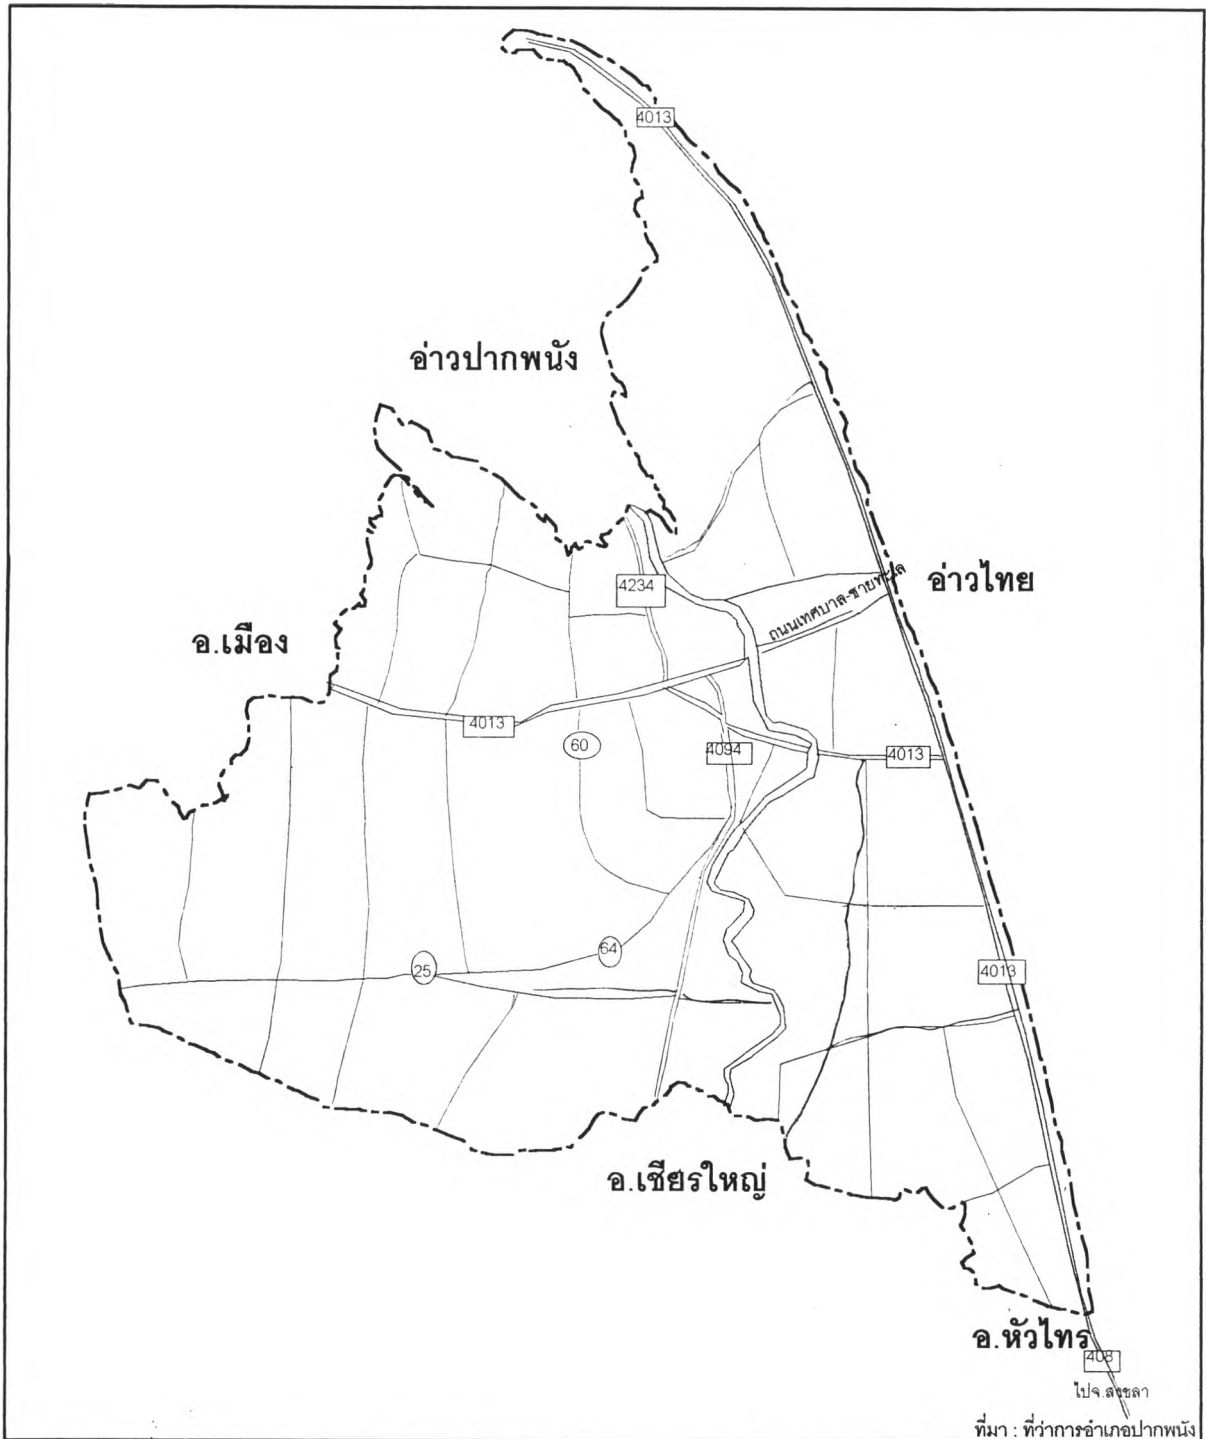 4013
อ่าวปากพนัง
4234
อ่าวไทย
ถนนเทศบาล-ชายทะเล
อ.เมือง
4013
60
4094
4013
64
25
4013
อ.เชียรใหญ่
อ.หัวไทร
408
ไปจ.สงขลา
ที่มา : ที่ว่าการอำเภอปากพนัง